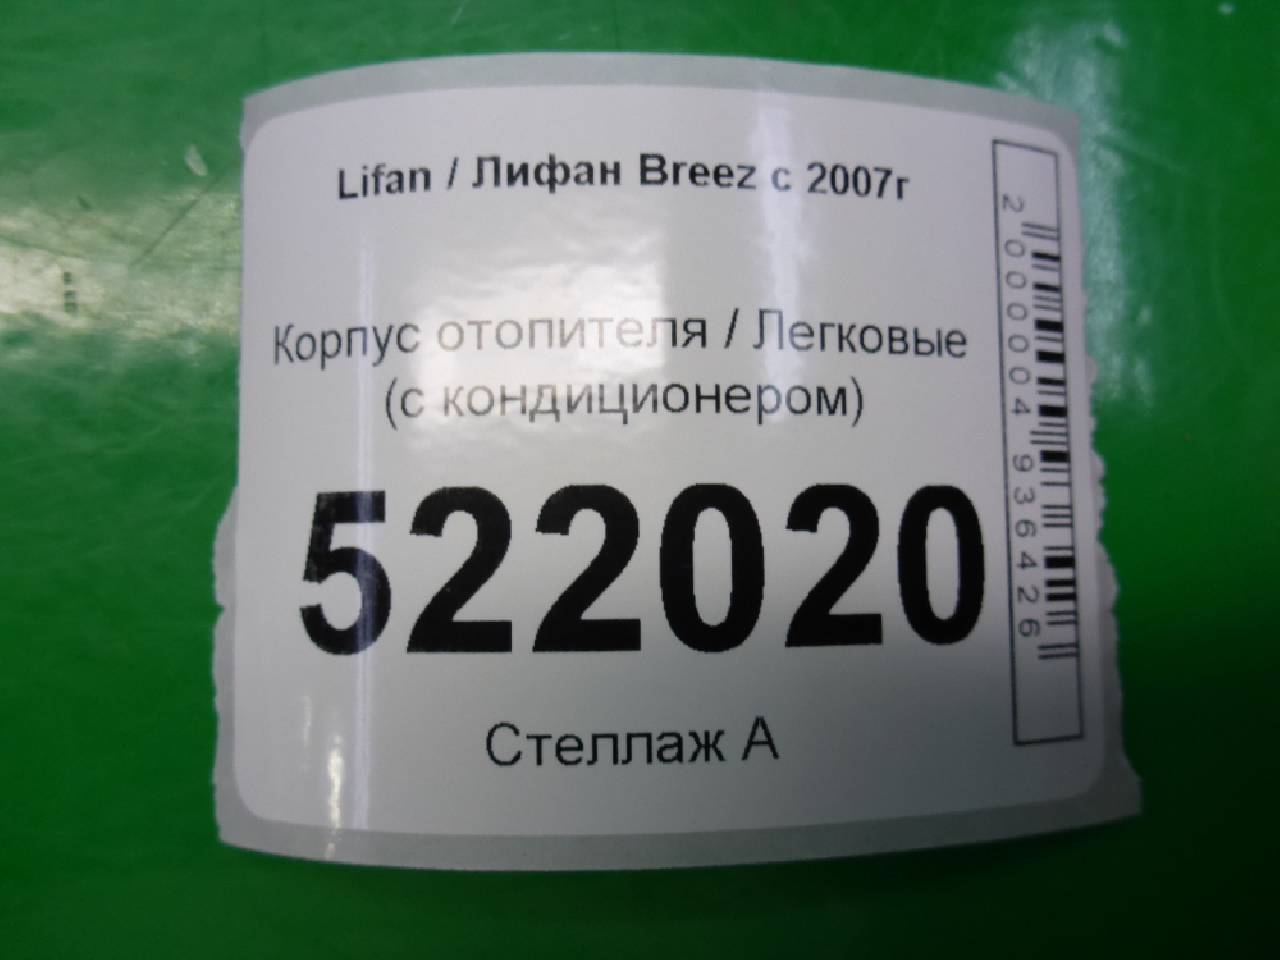 Lifan / Лифан Breez с 2007г
Корпус отопителя / Легковые
(с кондиционером)
522020
Стеллаж А
2000004936426